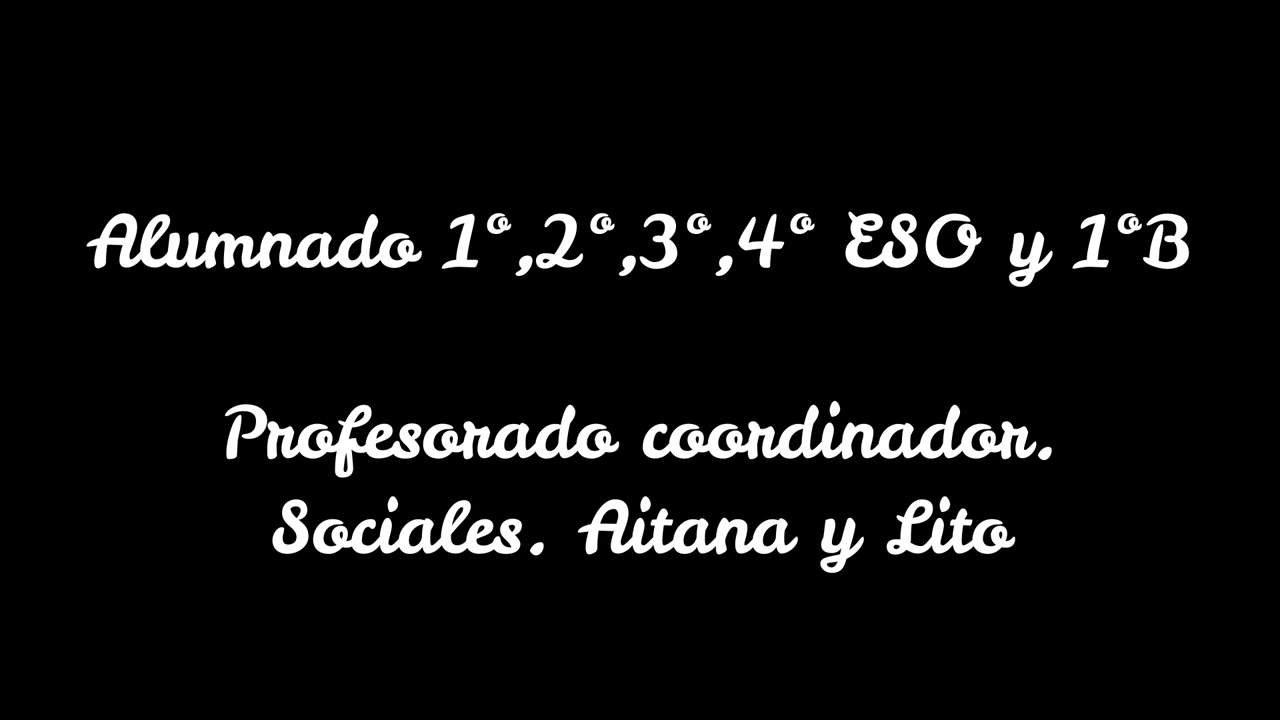 Alumnado 1º,2º,3º,4º ESO y 1ºB
Profesorado coordinador.
Sociales. Aitana y Lito